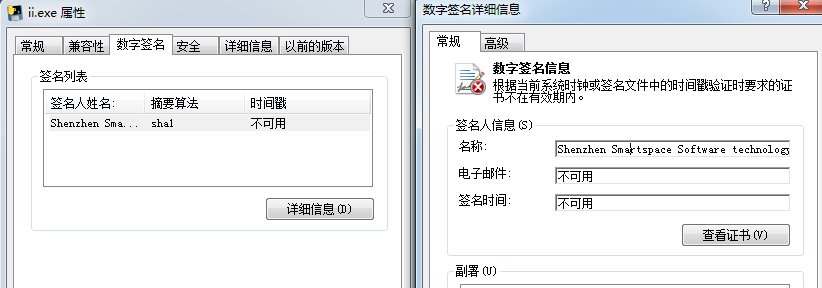 ii.exe 属性
常规
兼容性
数字签名
安全
详细信息
以前的版本
签名列表
签名人姓名:
摘要算法
时间戳
Shenzhen Sma...
sha1
不可用
详细信息(D)
数字签名详细信息
常规
高级
数字签名信息
根据当前系统时钟或签名文件中的时间戳验证时要求的证
书不在有效期内。
签名人信息(S)
名称:
Shenzhen Smartspace Software technology
电子邮件:
不可用
签名时间:
不可用
查看证书(V)
副署(U)